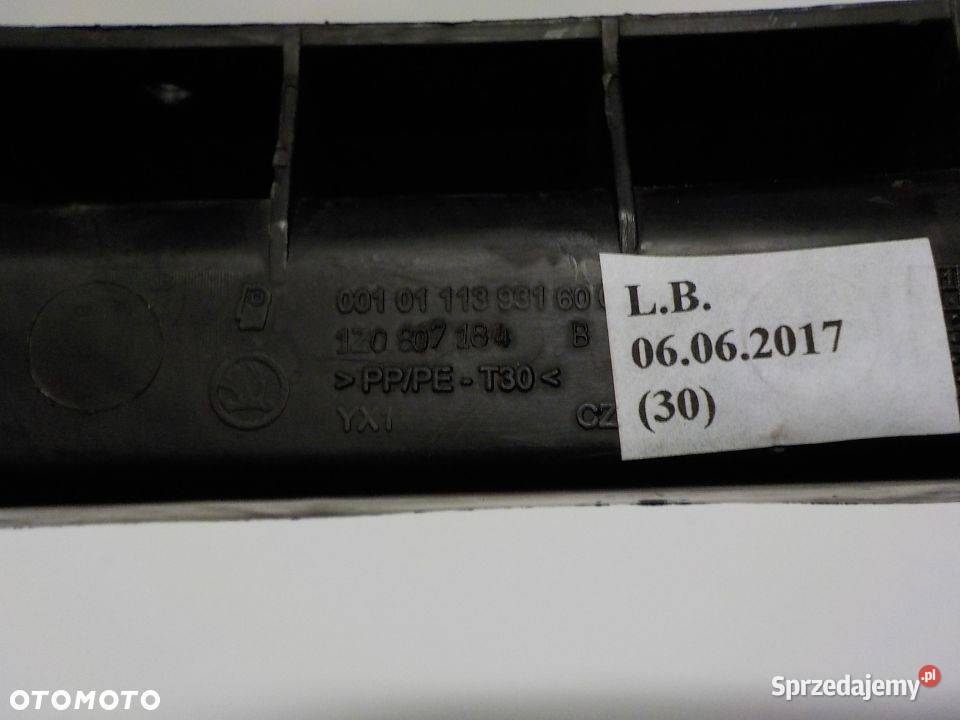 001 01 113 931 60
1Z0 807 184 B
>PP/PE-T30<
YX1
CZ
L.B.
06.06.2017
(30)
OTOMOTO
Sprzedajemy.pl